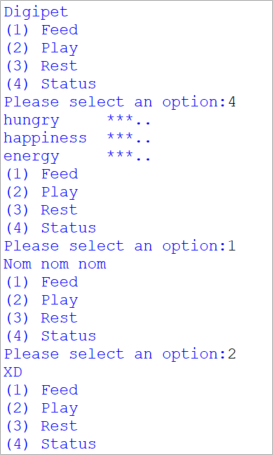 Digipet
(1) Feed
(2) Play
(3) Rest
(4) Status
Please select an option:4
hungry     ***..
happiness  ***..
energy     ***..
(1) Feed
(2) Play
(3) Rest
(4) Status
Please select an option:1
Nom nom nom
(1) Feed
(2) Play
(3) Rest
(4) Status
Please select an option:2
XD
(1) Feed
(2) Play
(3) Rest
(4) Status